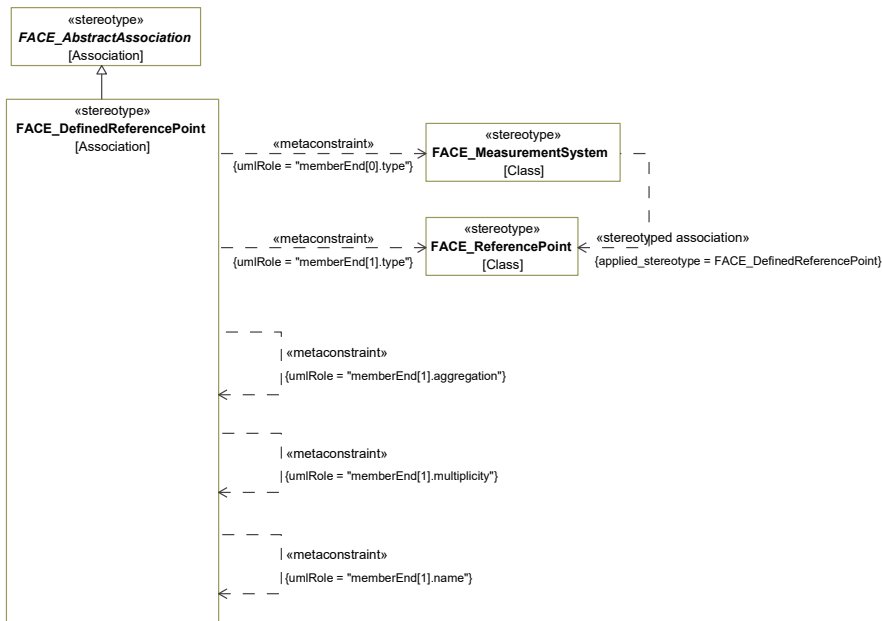 «stereotype»
FACE_AbstractAssociation
[Association]
«stereotype»
FACE_DefinedReferencePoint
[Association]
«metaconstraint»
{umlRole = "memberEnd[0].type"}
«stereotype»
FACE_MeasurementSystem
[Class]
«metaconstraint»
{umlRole = "memberEnd[1].type"}
«stereotype»
FACE_ReferencePoint
[Class]
«stereotyped association»
{applied_stereotype = FACE_DefinedReferencePoint}
«metaconstraint»
{umlRole = "memberEnd[1].aggregation"}
«metaconstraint»
{umlRole = "memberEnd[1].multiplicity"}
«metaconstraint»
{umlRole = "memberEnd[1].name"}